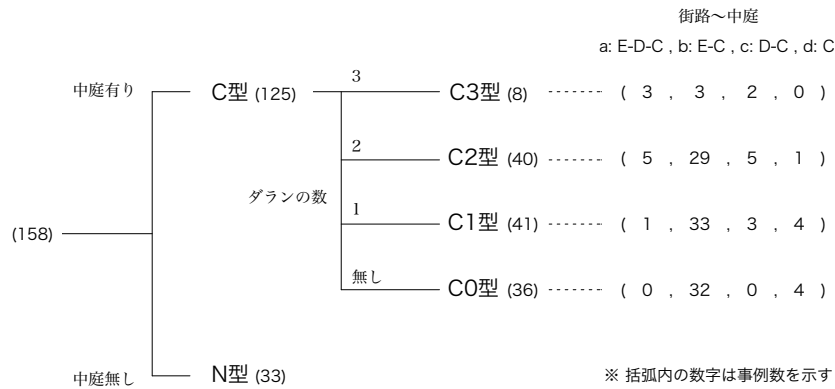 街路〜中庭
a: E-D-C , b: E-C , c: D-C , d: C
中庭有り C型 (125) 3 C3型 (8) ( 3 , 3 , 2 , 0 )
2 C2型 (40) ( 5 , 29 , 5 , 1 )
ダランの数
1 C1型 (41) ( 1 , 33 , 3 , 4 )
(158)
無し C0型 (36) ( 0 , 32 , 0 , 4 )
中庭無し N型 (33)
※ 括弧内の数字は事例数を示す